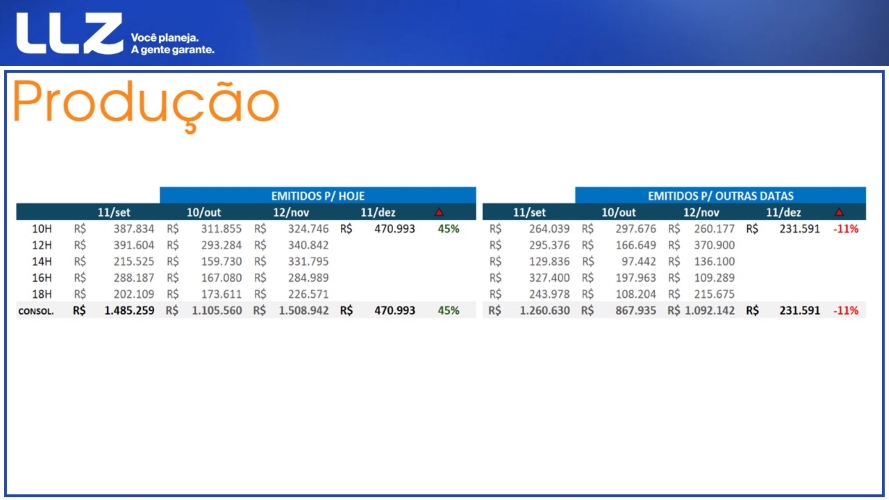 LLZ Você planeja.
A gente garante.
Produção
EMITIDOS P/ HOJE EMITIDOS P/ OUTRAS DATAS
11/set 10/out 12/nov 11/dez 11/set 10/out 12/nov 11/dez
10H R$ 387.834 R$ 311.855 R$ 324.746 R$ 470.993 45% R$ 264.039 R$ 297.676 R$ 260.177 R$ 231.591 -11%
12H R$ 391.604 R$ 293.284 R$ 340.842 R$ 295.376 R$ 166.649 R$ 370.900
14H R$ 215.525 R$ 159.730 R$ 331.795 R$ 129.836 R$ 97.442 R$ 136.100
16H R$ 288.187 R$ 167.080 R$ 284.989 R$ 327.400 R$ 197.963 R$ 109.289
18H R$ 202.109 R$ 173.611 R$ 226.571 R$ 243.978 R$ 108.204 R$ 215.675
CONSOL. R$ 1.485.259 R$ 1.105.560 R$ 1.508.942 R$ 470.993 45% R$ 1.260.630 R$ 867.935 R$ 1.092.142 R$ 231.591 -11%